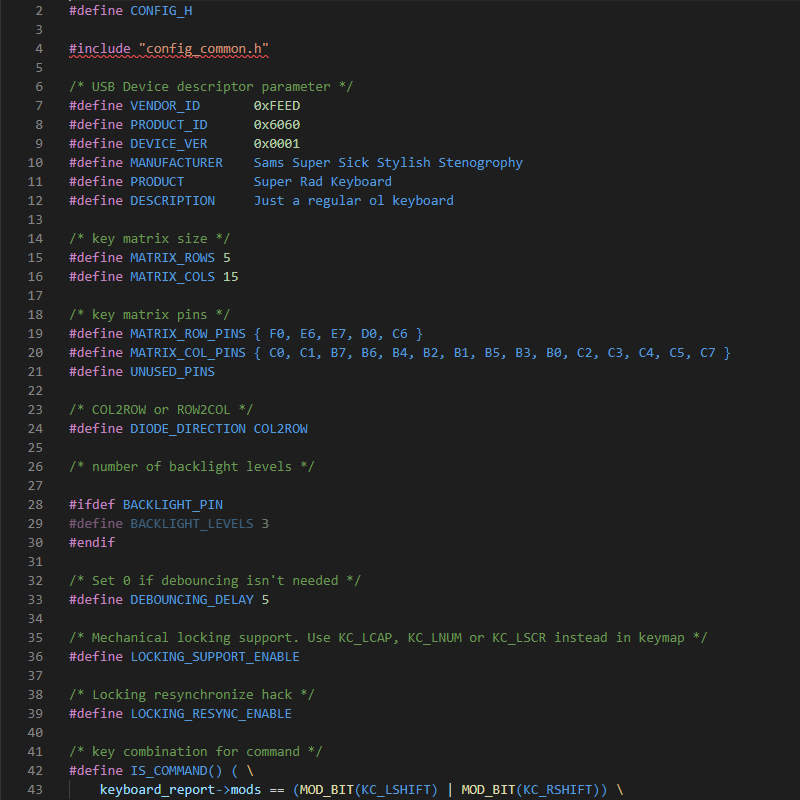 2 #define CONFIG_H
3
4 #include "config_common.h"
5
6 /* USB Device descriptor parameter */
7 #define VENDOR_ID       0xFEED
8 #define PRODUCT_ID      0x6060
9 #define DEVICE_VER      0x0001
10 #define MANUFACTURER    Sams Super Sick Stylish Stenogrophy
11 #define PRODUCT         Super Rad Keyboard
12 #define DESCRIPTION     Just a regular ol keyboard
13
14 /* key matrix size */
15 #define MATRIX_ROWS 5
16 #define MATRIX_COLS 15
17
18 /* key matrix pins */
19 #define MATRIX_ROW_PINS { F0, E6, E7, D0, C6 }
20 #define MATRIX_COL_PINS { C0, C1, B7, B6, B4, B2, B1, B5, B3, B0, C2, C3, C4, C5, C7 }
21 #define UNUSED_PINS
22
23 /* COL2ROW or ROW2COL */
24 #define DIODE_DIRECTION COL2ROW
25
26 /* number of backlight levels */
27
28 #ifdef BACKLIGHT_PIN
29 #define BACKLIGHT_LEVELS 3
30 #endif
31
32 /* Set 0 if debouncing isn't needed */
33 #define DEBOUNCING_DELAY 5
34
35 /* Mechanical locking support. Use KC_LCAP, KC_LNUM or KC_LSCR instead in keymap */
36 #define LOCKING_SUPPORT_ENABLE
37
38 /* Locking resynchronize hack */
39 #define LOCKING_RESYNC_ENABLE
40
41 /* key combination for command */
42 #define IS_COMMAND() ( \
43     keyboard_report->mods == (MOD_BIT(KC_LSHIFT) | MOD_BIT(KC_RSHIFT)) \